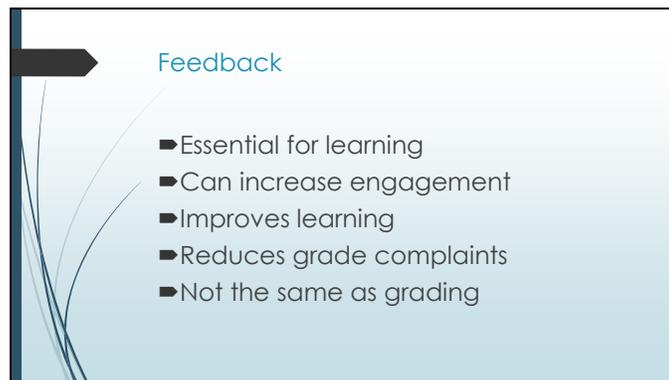 Feedback
Essential for learning
Can increase engagement
Improves learning
Reduces grade complaints
Not the same as grading